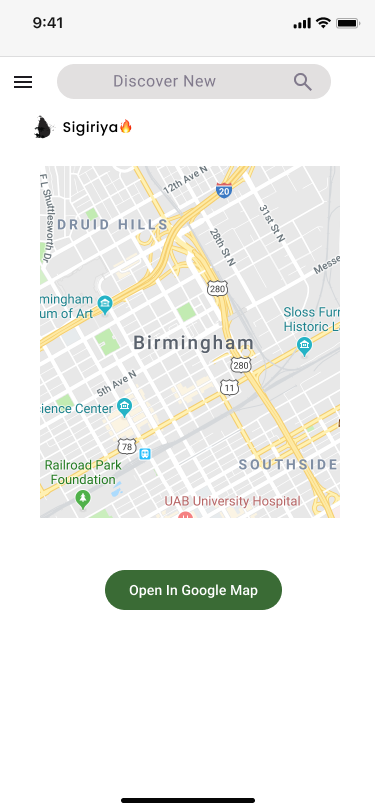 9:41
Discover New
Sigiriya🔥
F L Shuttlesworth Dr
12th Ave N
20
31st St N
DRUID HILLS
28th St N
Messe
280
mingham
um of Art
Sloss Furn
Historic L
Birmingham
280
11
5th Ave N
cience Center
78
SOUTHSIDE
Railroad Park
Foundation
UAB University Hospital
H
Open In Google Map